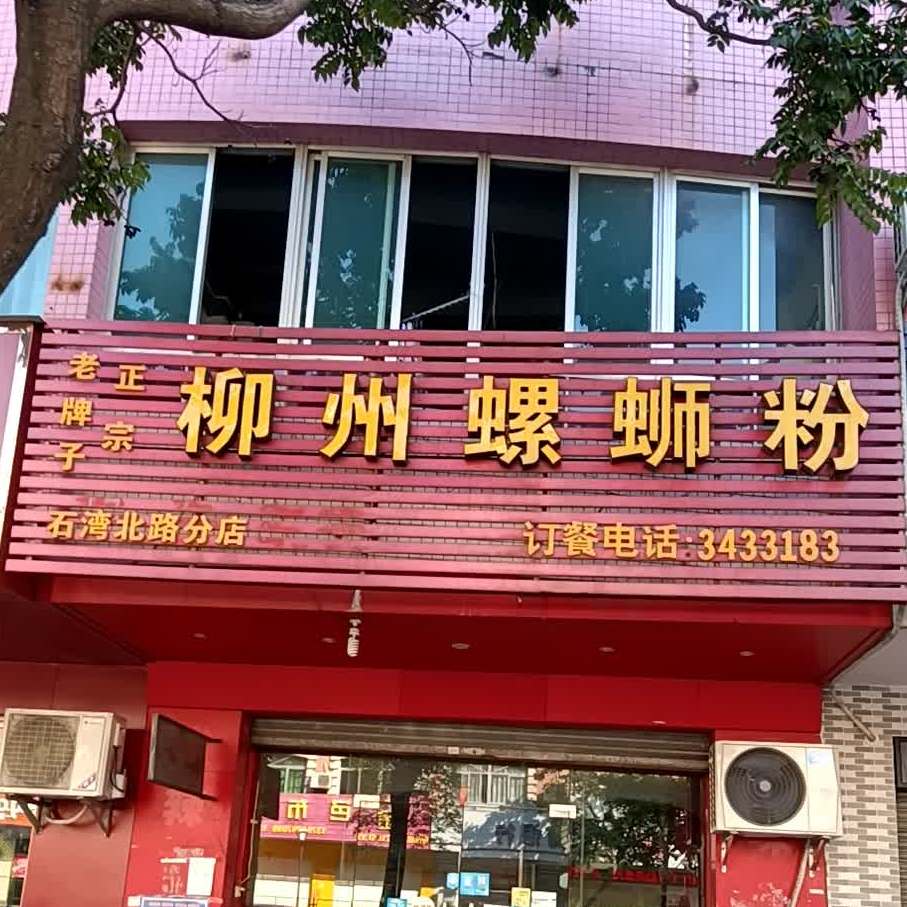 老牌子
正宗
柳州螺蛳粉
石湾北路分店
订餐电话:3433183